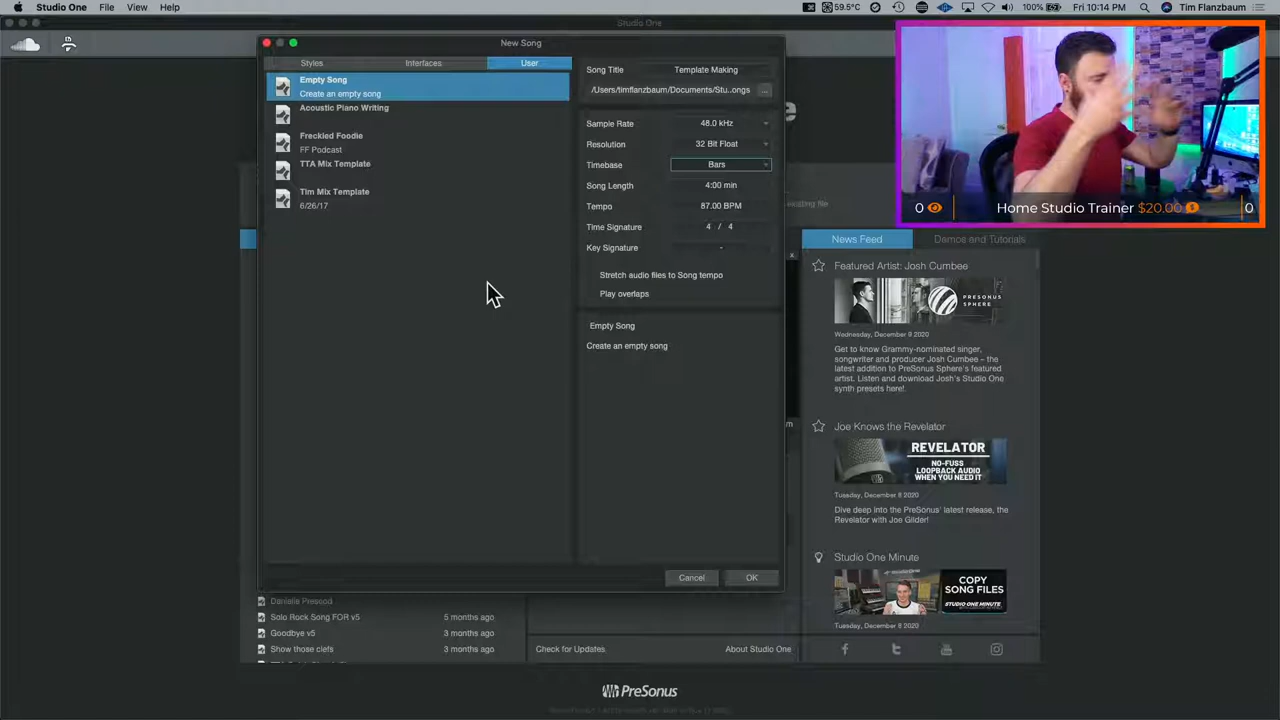 Studio One File View Help
59.5°C 100% Fri 10:14 PM Tim Flanzbaum
Studio One
New Song
Styles Interfaces User
Empty Song
Create an empty song
Acoustic Piano Writing
Freckled Foodie
FF Podcast
TTA Mix Template
Tim Mix Template
6/26/17
Song Title Template Making
/Users/timflanzbaum/Documents/Stu...ongs ...
Sample Rate 48.0 kHz
Resolution 32 Bit Float
Timebase Bars
Song Length 4:00 min
Tempo 87.00 BPM
Time Signature 4 / 4
Key Signature -
Stretch audio files to Song tempo
Play overlaps
Empty Song
Create an empty song
Cancel OK
0 Home Studio Trainer $20.00 0
e
file
x
m
News Feed Demos and Tutorials
Featured Artist: Josh Cumbee
PRESONUS
SPHERE
Wednesday, December 9 2020
Get to know Grammy-nominated singer,
songwriter and producer Josh Cumbee – the
latest addition to PreSonus Sphere's featured
artist. Listen and download Josh's Studio One
synth presets here!.
Joe Knows the Revelator
REVELATOR
NO-FUSS
LOOPBACK AUDIO
WHEN YOU NEED IT
Tuesday, December 8 2020
Dive deep into the PreSonus' latest release, the
Revelator with Joe Gilder!
Studio One Minute
COPY
SONG FILES
STUDIO ONE MINUTE
Tuesday, December 8 2020
Danielle Prescod
Solo Rock Song FOR v5 5 months ago
Goodbye v5 3 months ago
Show those clefs 3 months ago
Check for Updates About Studio One
PreSonus